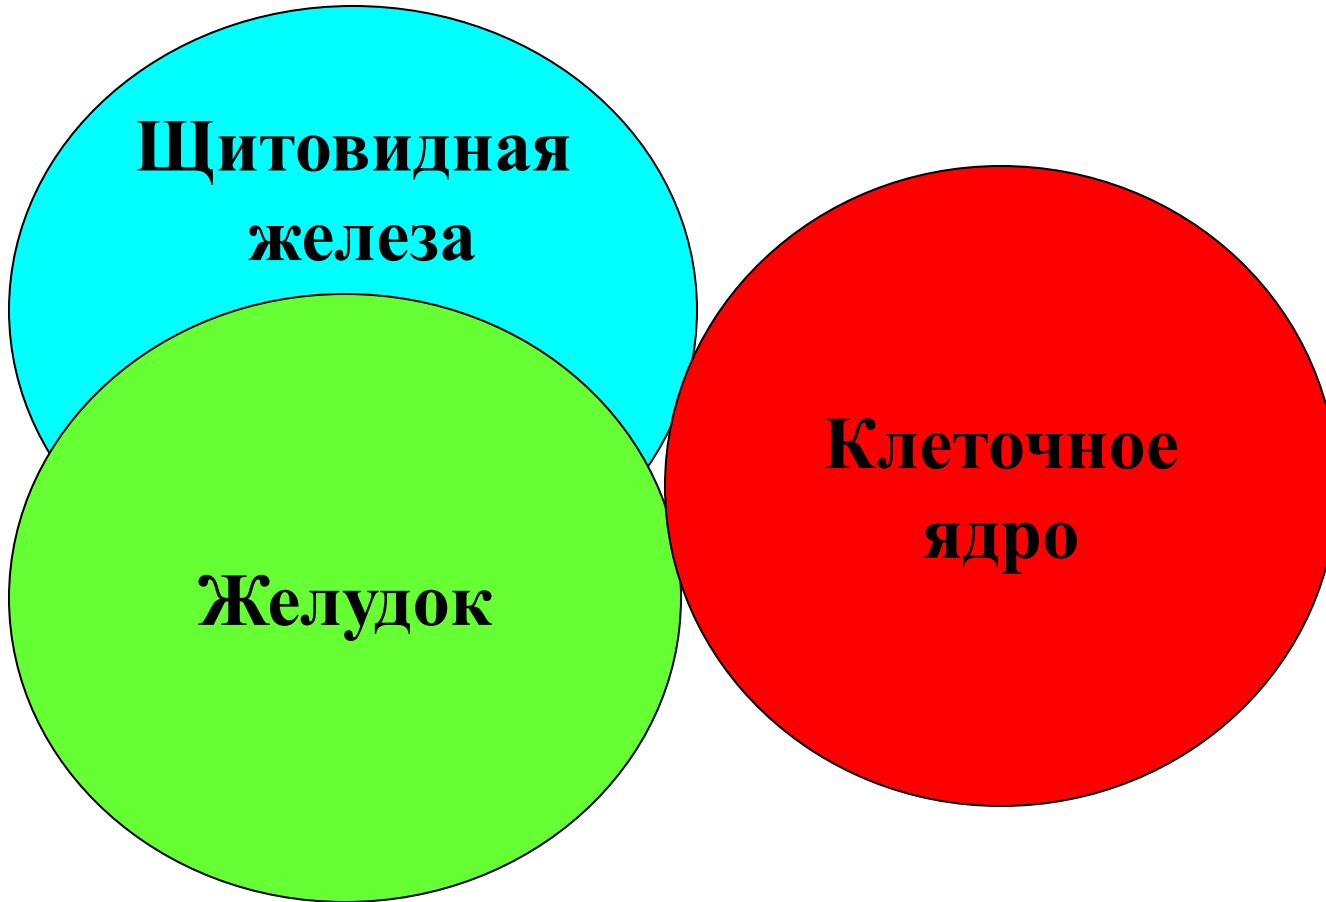 Щитовидная
железа
Клеточное
ядро
Желудок